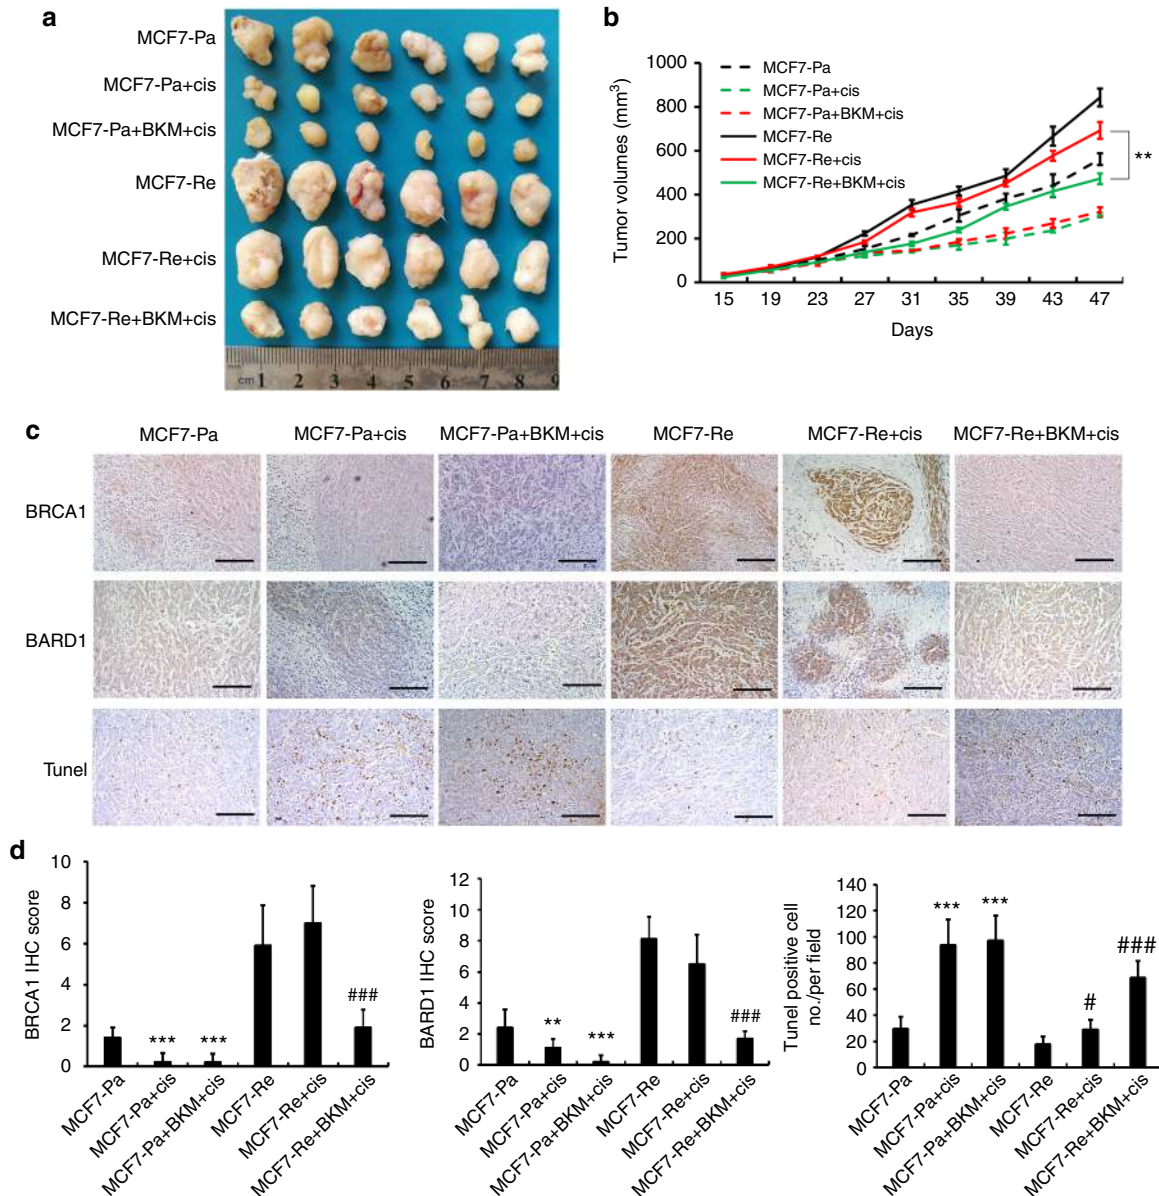 a
MCF7-Pa
MCF7-Pa+cis
MCF7-Pa+BKM+cis
MCF7-Re
MCF7-Re+cis
MCF7-Re+BKM+cis
mm
cm 1 2 3 4 5 6 7 8 9
b
Tumor volumes (mm³)
1000
800
600
400
200
0
MCF7-Pa
MCF7-Pa+cis
MCF7-Pa+BKM+cis
MCF7-Re
MCF7-Re+cis
MCF7-Re+BKM+cis
**
15 19 23 27 31 35 39 43 47
Days
c
MCF7-Pa MCF7-Pa+cis MCF7-Pa+BKM+cis MCF7-Re MCF7-Re+cis MCF7-Re+BKM+cis
BRCA1
BARD1
Tunel
d
BRCA1 IHC score
10
8
6
4
2
0
*** *** ###
MCF7-Pa
MCF7-Pa+cis
MCF7-Pa+BKM+cis
MCF7-Re
MCF7-Re+cis
MCF7-Re+BKM+cis
BARD1 IHC score
12
10
8
6
4
2
0
** *** ###
MCF7-Pa
MCF7-Pa+cis
MCF7-Pa+BKM+cis
MCF7-Re
MCF7-Re+cis
MCF7-Re+BKM+cis
Tunel positive cell
no./per field
140
120
100
80
60
40
20
0
*** *** # ###
MCF7-Pa
MCF7-Pa+cis
MCF7-Pa+BKM+cis
MCF7-Re
MCF7-Re+cis
MCF7-Re+BKM+cis